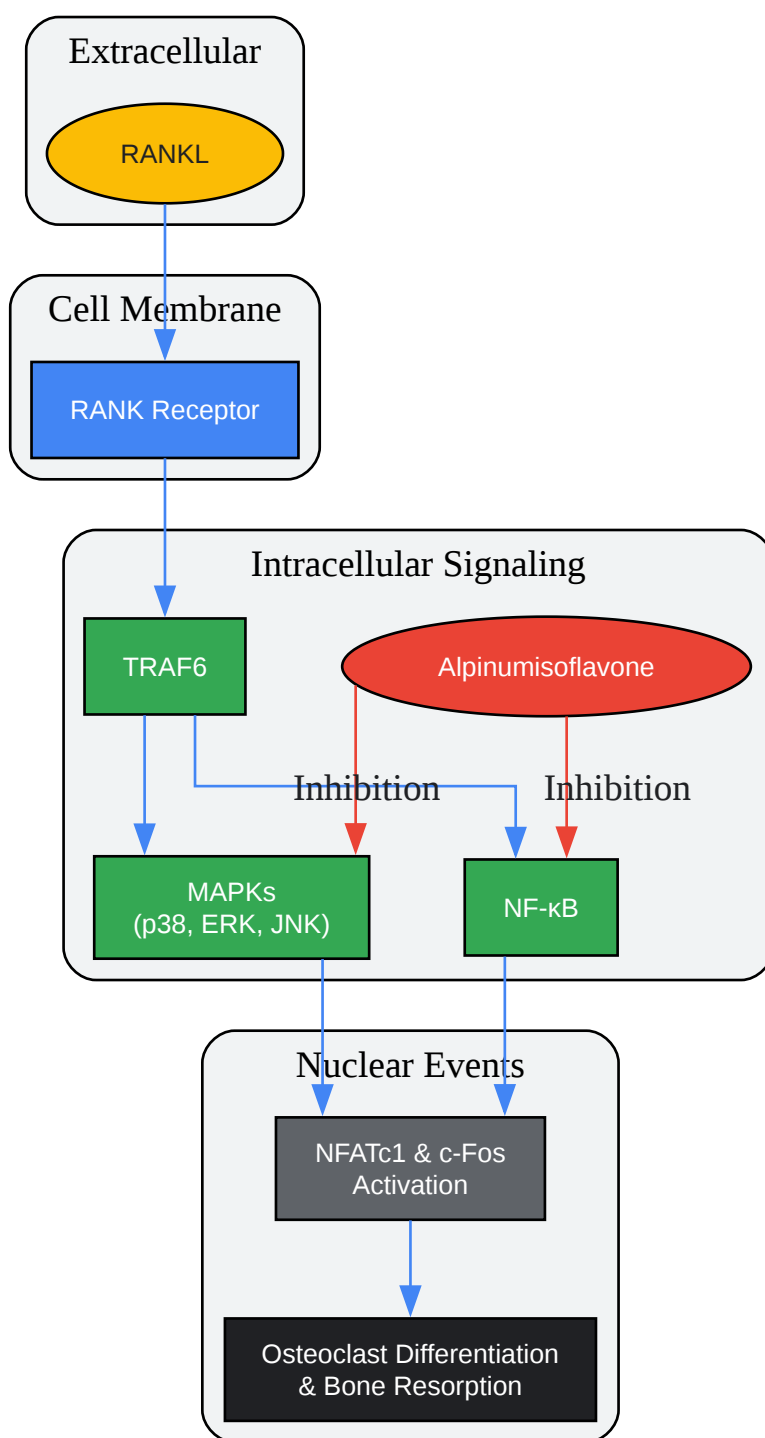 Extracellular
RANKL
Cell Membrane
RANK Receptor
Intracellular Signaling
TRAF6
Alpinumisoflavone
Inhibition
Inhibition
MAPKs
(p38, ERK, JNK)
NF-κB
Nuclear Events
NFATc1 & c-Fos
Activation
Osteoclast Differentiation
& Bone Resorption